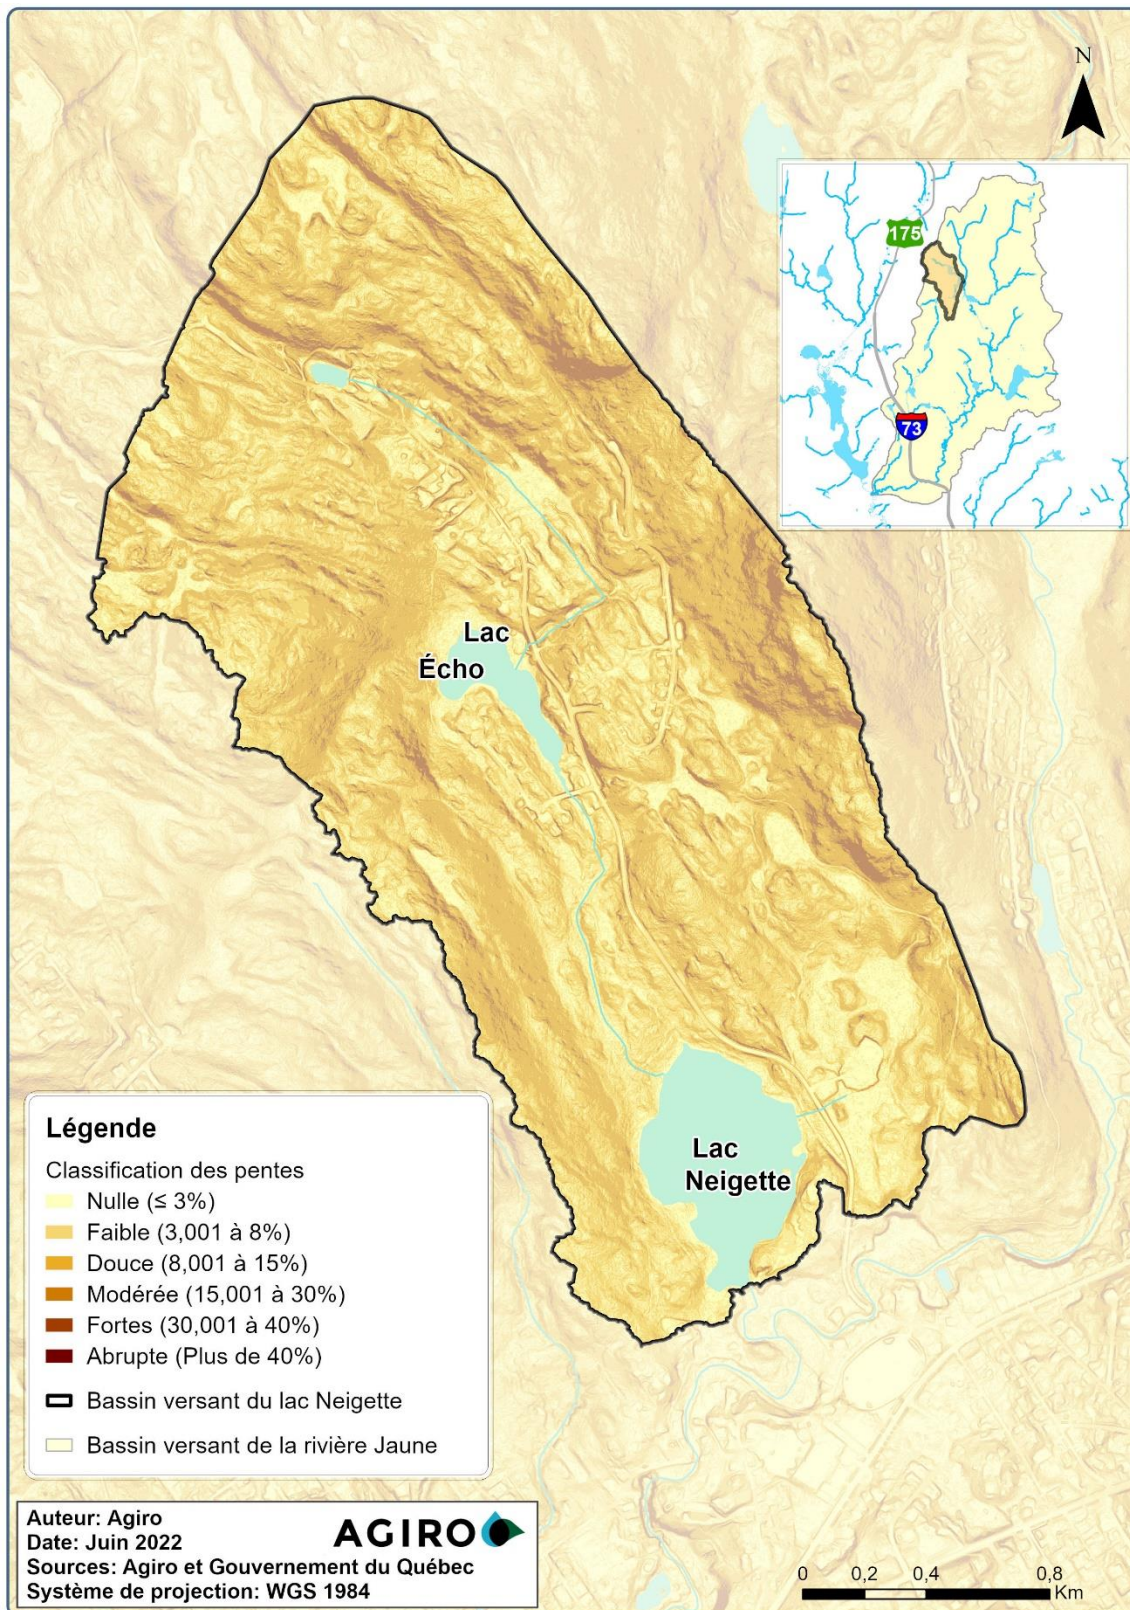 N
175
73
Lac
Écho
Lac
Neigette
Légende
Classification des pentes
Nulle (≤ 3%)
Faible (3,001 à 8%)
Douce (8,001 à 15%)
Modérée (15,001 à 30%)
Fortes (30,001 à 40%)
Abrupte (Plus de 40%)
Bassin versant du lac Neigette
Bassin versant de la rivière Jaune
Auteur: Agiro
Date: Juin 2022
AGIRO
Sources: Agiro et Gouvernement du Québec
Système de projection: WGS 1984
0 0,2 0,4 0,8
Km